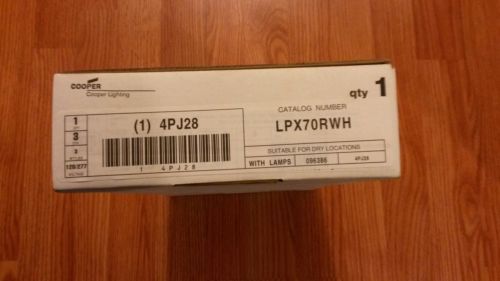 COOPER
Cooper Lighting
qty 1
1
3
3
120/277
(1) 4PJ28
1 4PJ28
CATALOG NUMBER
LPX70RWH
SUITABLE FOR DRY LOCATIONS
WITH LAMPS 096386 4PJ28